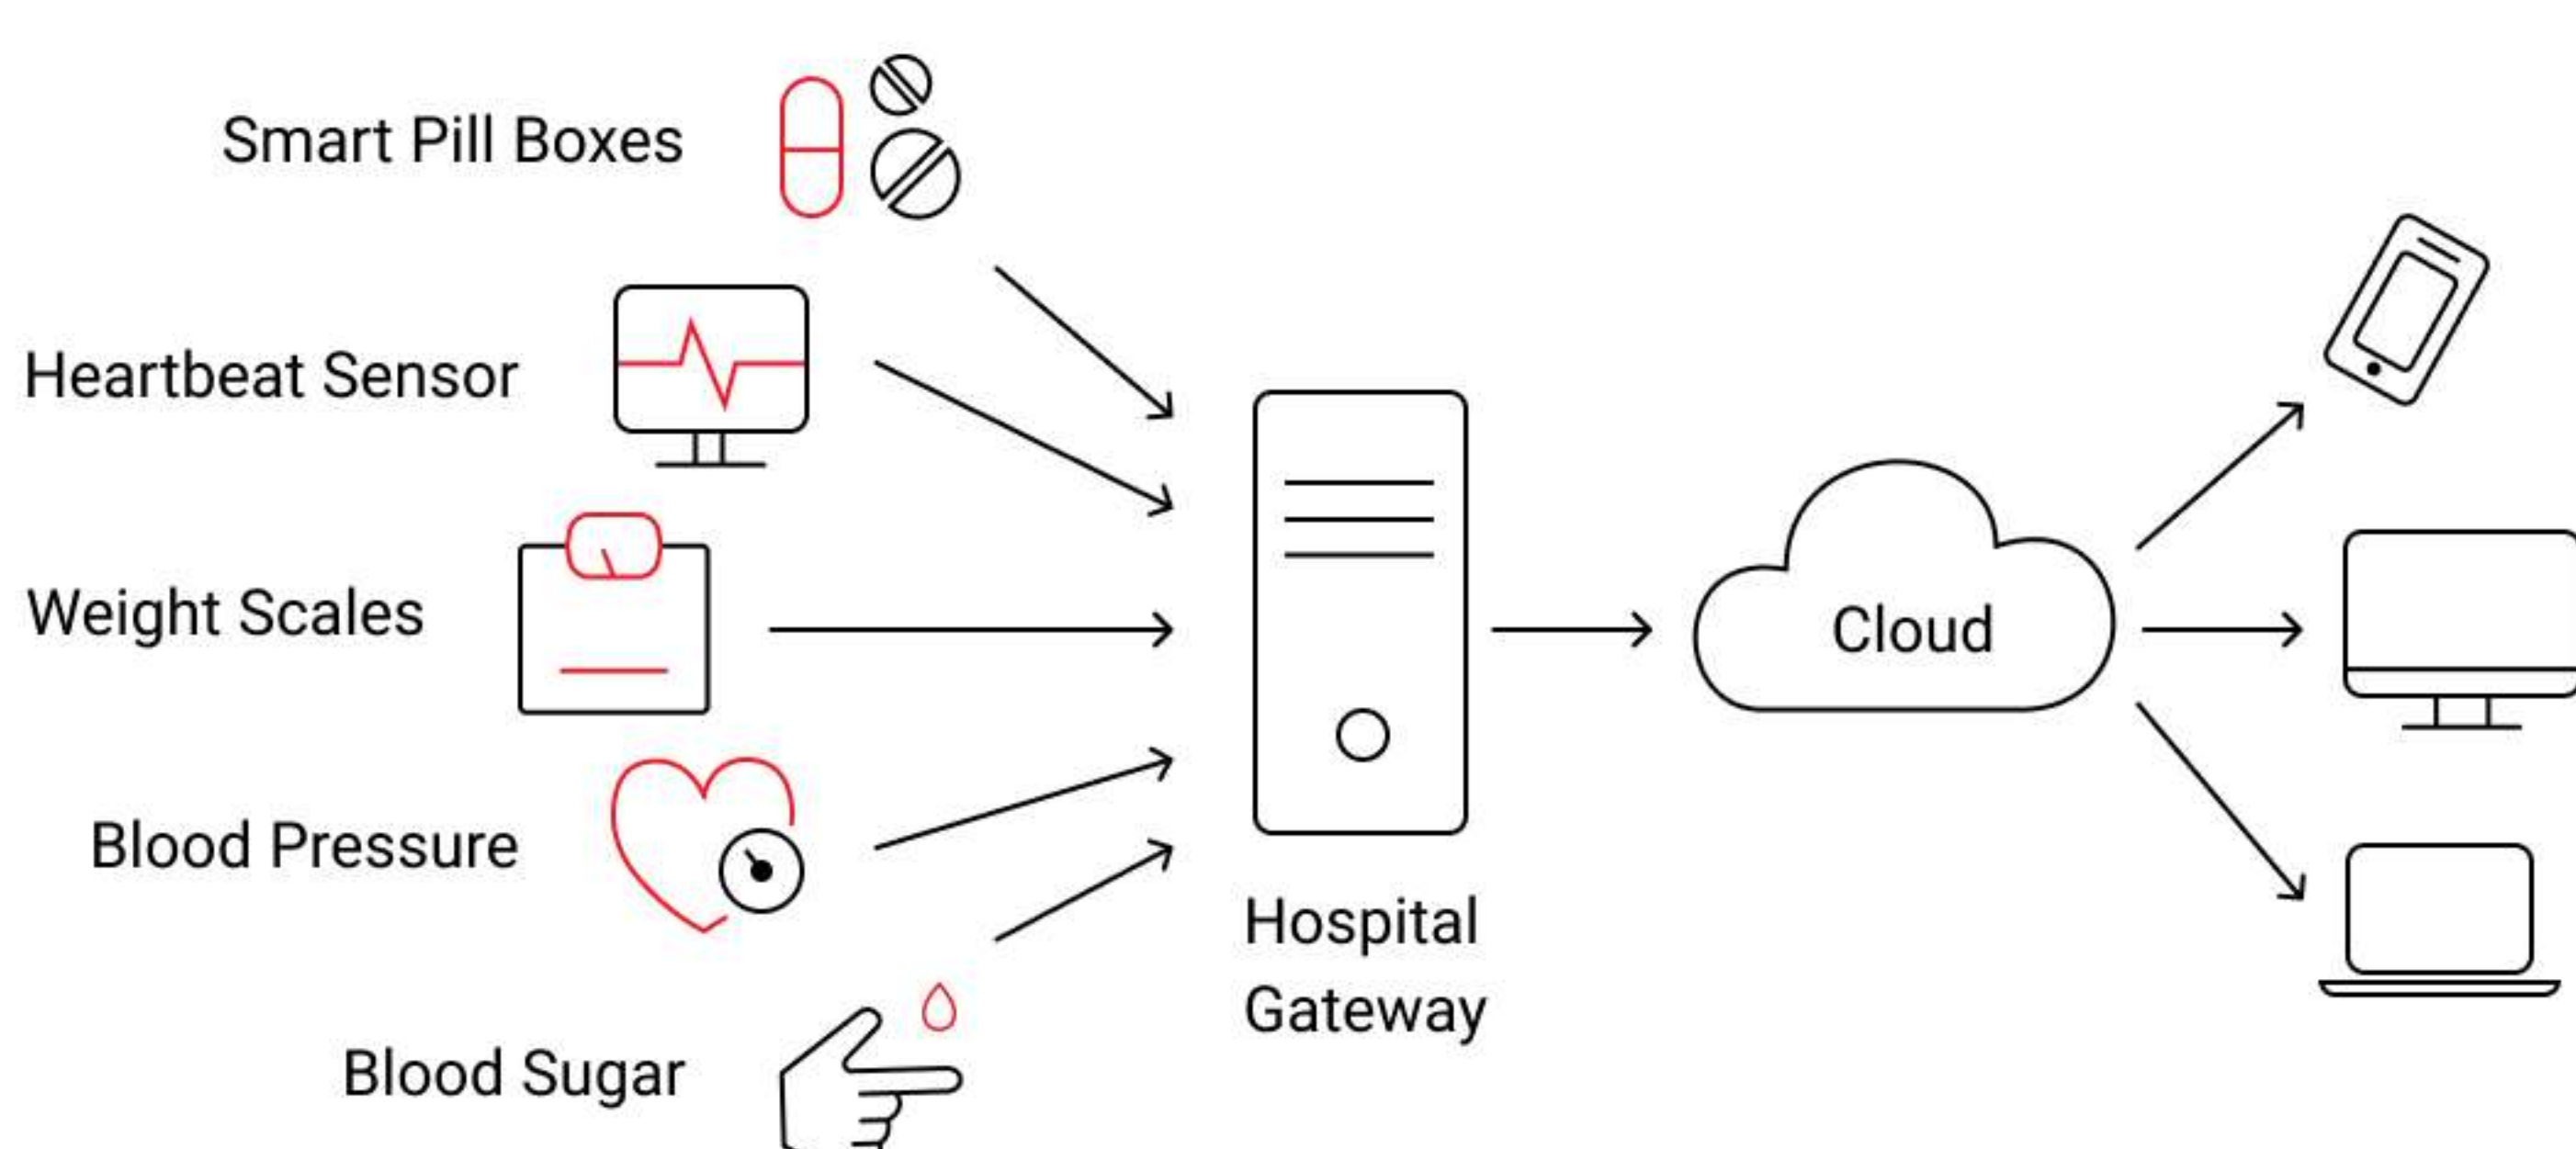 Smart Pill Boxes
Heartbeat Sensor
Weight Scales
Blood Pressure
Blood Sugar
Hospital
Gateway
Cloud